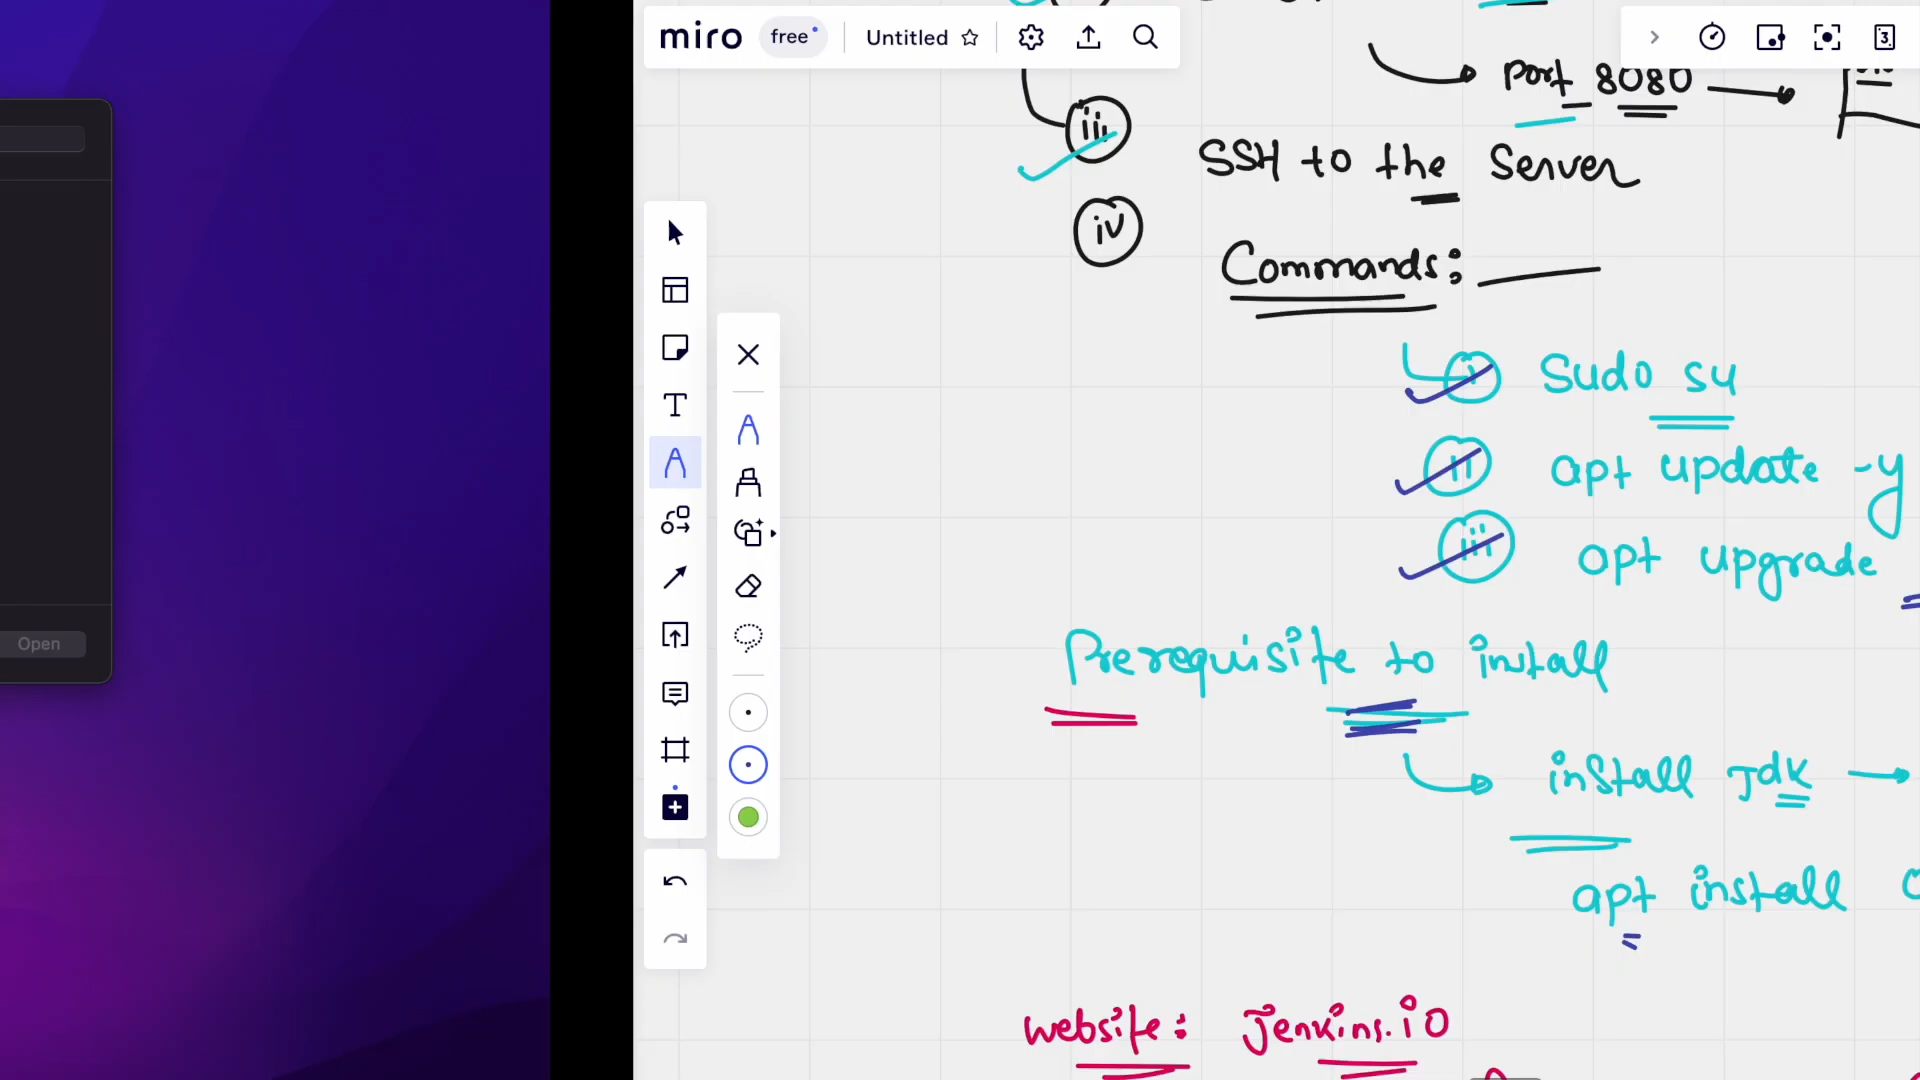 miro free Untitled
Port 8080
iii
SSH to the Server
iv
Commands:
i Sudo su
ii apt update -y
iii apt upgrade
Prerequisite to install
install Jdk
apt install
website: jenkins.io
Open